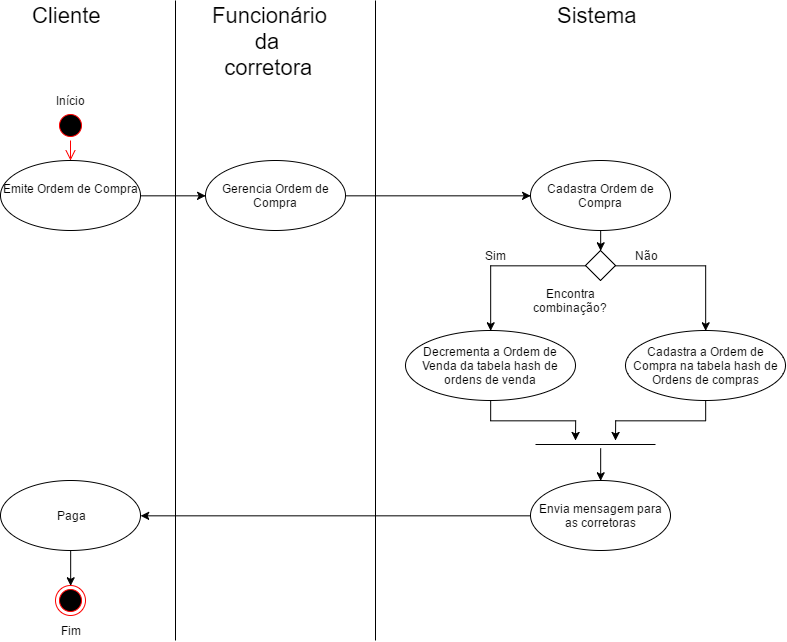 Cliente
Funcionário
da
corretora
Sistema
Início
Emite Ordem de Compra
Gerencia Ordem de
Compra
Cadastra Ordem de
Compra
Sim
Não
Encontra
combinação?
Decrementa a Ordem de
Venda da tabela hash de
ordens de venda
Cadastra a Ordem de
Compra na tabela hash de
Ordens de compras
Paga
Envia mensagem para
as corretoras
Fim